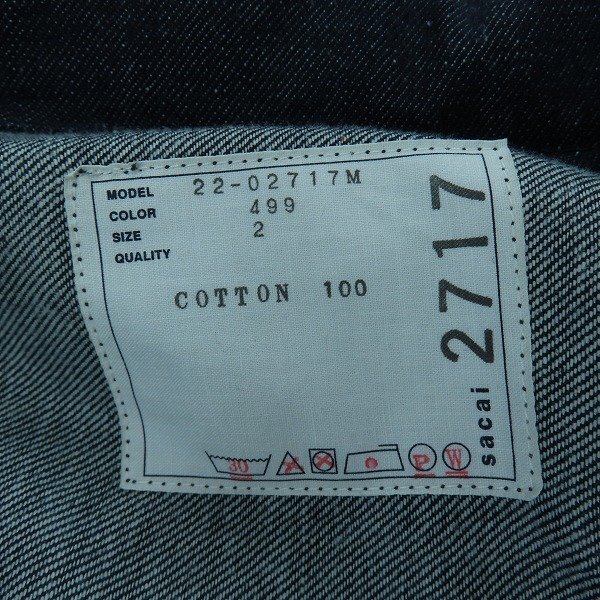 MODEL 22-02717M
COLOR 499
SIZE 2
QUALITY
COTTON 100
30
P
W
sacai 2717